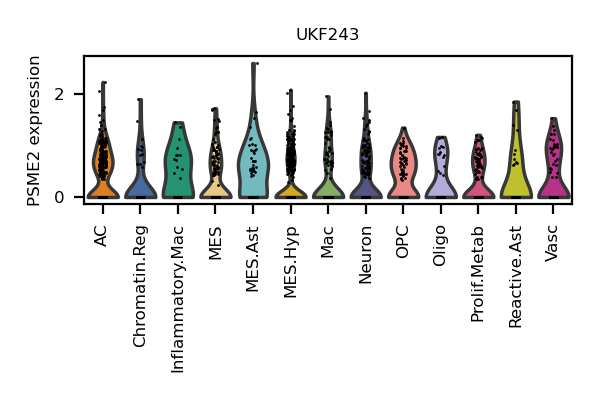 UKF243
PSME2 expression
2
0
AC
Chromatin.Reg
Inflammatory.Mac
MES
MES.Ast
MES.Hyp
Mac
Neuron
OPC
Oligo
Prolif.Metab
Reactive.Ast
Vasc